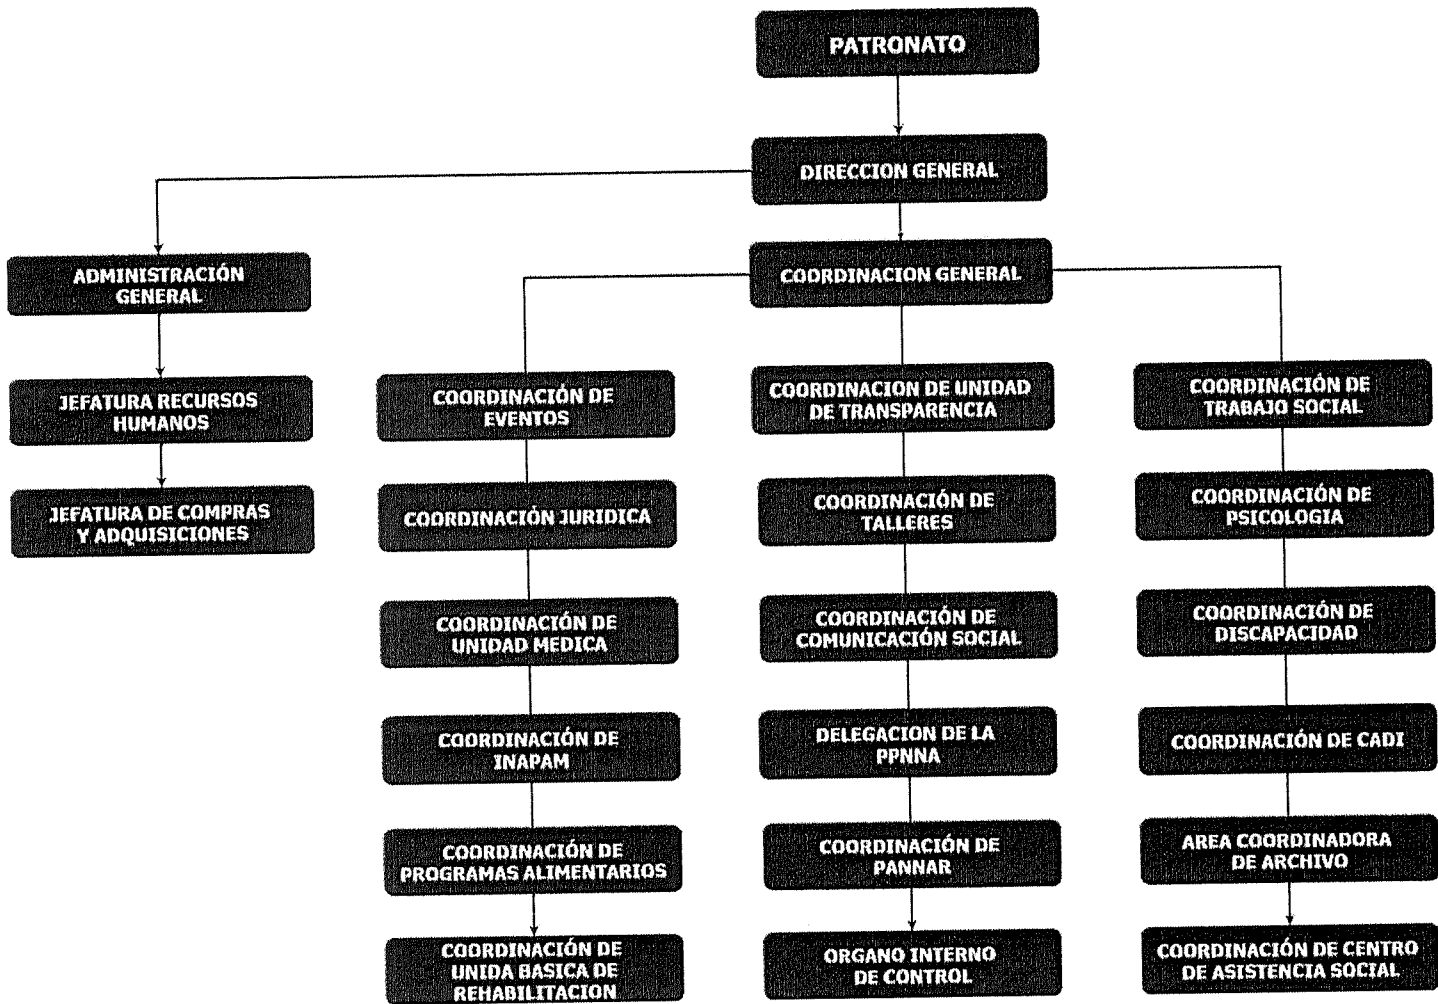 PATRONATO
DIRECCION GENERAL
COORDINACION GENERAL
ADMINISTRACIÓN
GENERAL
JEFATURA RECURSOS
HUMANOS
JEFATURA DE COMPRAS
Y ADQUISICIONES
COORDINACIÓN DE
EVENTOS
COORDINACIÓN JURIDICA
COORDINACIÓN DE
UNIDAD MEDICA
COORDINACIÓN DE
INAPAM
COORDINACIÓN DE
PROGRAMAS ALIMENTARIOS
COORDINACIÓN DE
UNIDA BASICA DE
REHABILITACION
COORDINACION DE UNIDAD
DE TRANSPARENCIA
COORDINACIÓN DE
TALLERES
COORDINACIÓN DE
COMUNICACIÓN SOCIAL
DELEGACION DE LA
PPNNA
COORDINACIÓN DE
PANNAR
ORGANO INTERNO
DE CONTROL
COORDINACIÓN DE
TRABAJO SOCIAL
COORDINACIÓN DE
PSICOLOGIA
COORDINACIÓN DE
DISCAPACIDAD
COORDINACIÓN DE CADI
AREA COORDINADORA
DE ARCHIVO
COORDINACIÓN DE CENTRO
DE ASISTENCIA SOCIAL